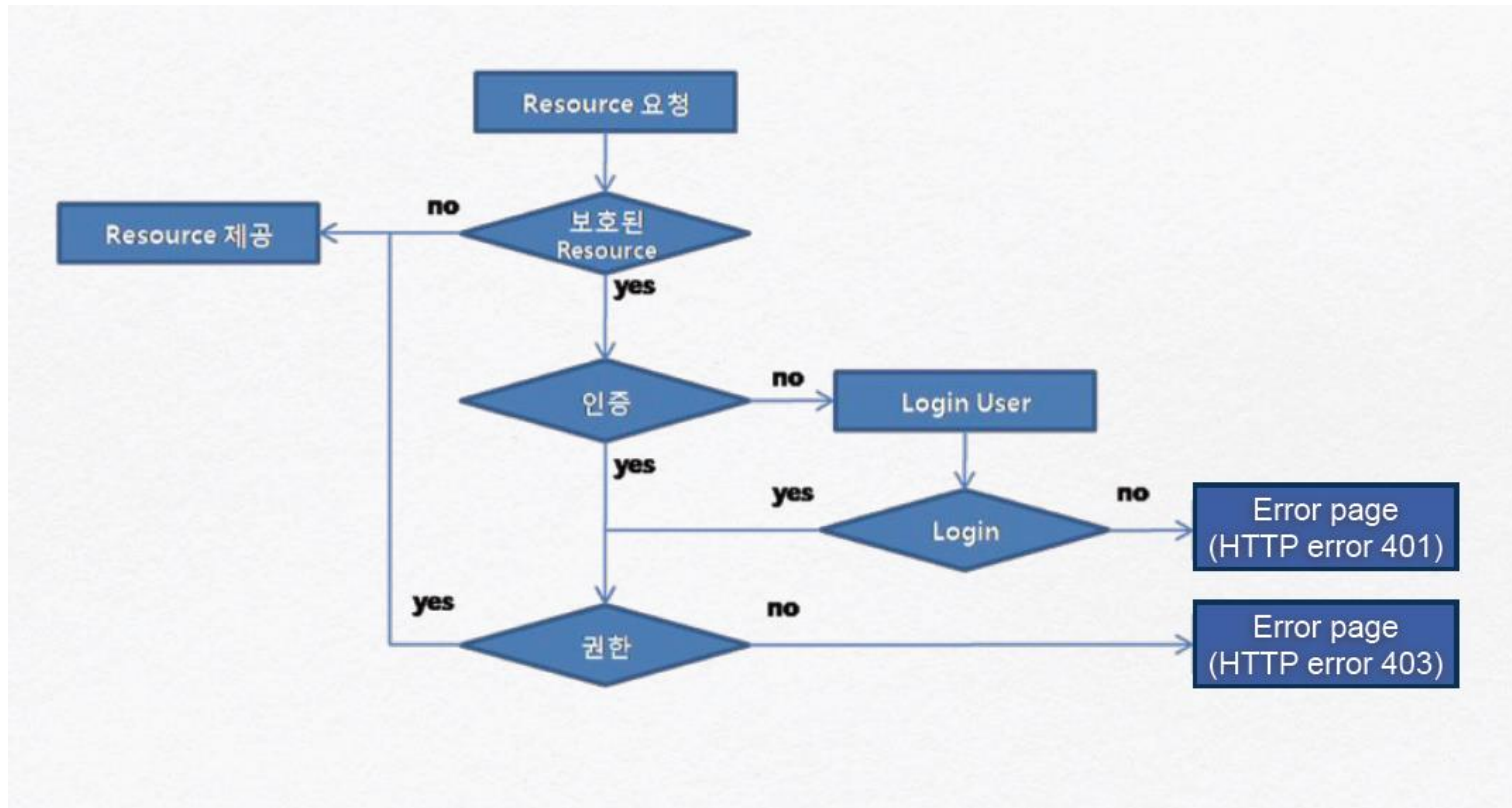 Resource 요청
no
보호된
Resource
Resource 제공
yes
인증
no
Login User
yes
yes
Login
no
Error page
(HTTP error 401)
yes
권한
no
Error page
(HTTP error 403)